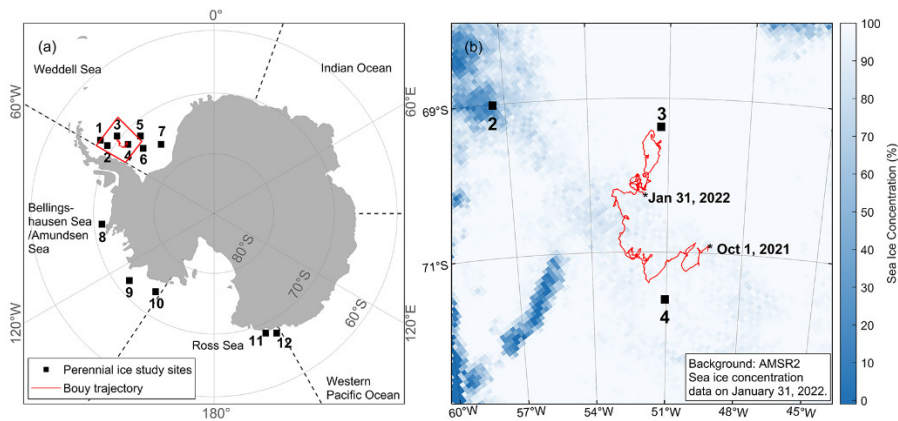 0°
(a)
Weddell Sea
Indian Ocean
60°W
60°E
1
2
3
4
5
6
7
Bellings-
hausen Sea
/Amundsen
Sea
8
80°S
70°S
60°S
9
10
120°W
120°E
Ross Sea
11
12
Perennial ice study sites
Bouy trajectory
Western
Pacific Ocean
180°
(b)
2
69°S
3
*Jan 31, 2022
* Oct 1, 2021
71°S
4
Background: AMSR2
Sea ice concentration
data on January 31, 2022.
60°W
57°W
54°W
51°W
48°W
45°W
100
90
80
70
60
50
40
30
20
10
0
Sea Ice Concentration (%)